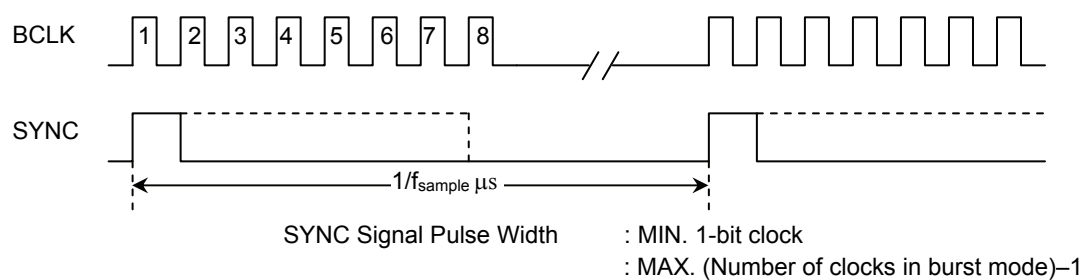 BCLK 1 2 3 4 5 6 7 8
SYNC
1/fsample μs
SYNC Signal Pulse Width : MIN. 1-bit clock
: MAX. (Number of clocks in burst mode)–1